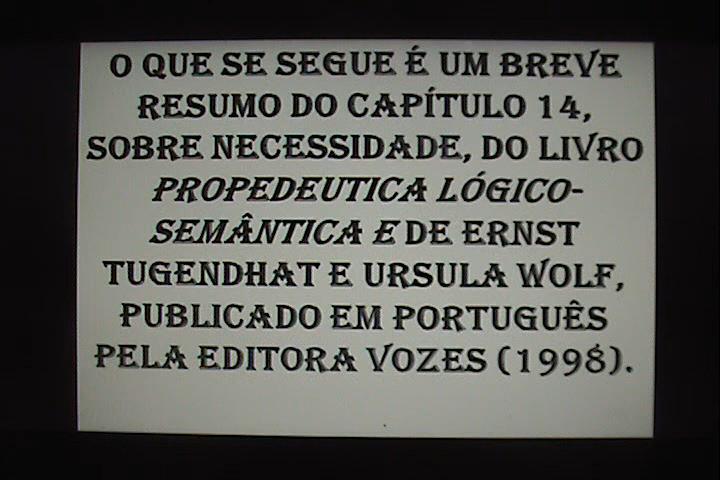 O QUE SE SEGUE É UM BREVE
RESUMO DO CAPÍTULO 14,
SOBRE NECESSIDADE, DO LIVRO
PROPEDEUTICA LÓGICO-
SEMÂNTICA E DE ERNST
TUGENDHAT E URSULA WOLF,
PUBLICADO EM PORTUGUÊS
PELA EDITORA VOZES (1998).